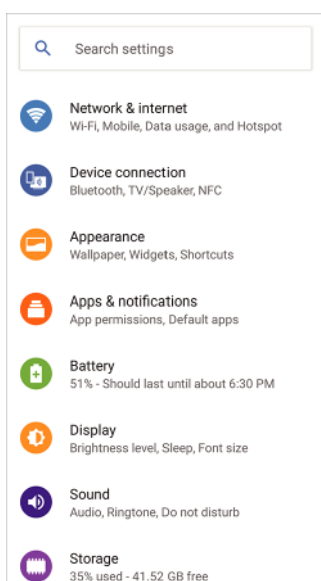 Search settings
Network & internet
Wi-Fi, Mobile, Data usage, and Hotspot
Device connection
Bluetooth, TV/Speaker, NFC
Appearance
Wallpaper, Widgets, Shortcuts
Apps & notifications
App permissions, Default apps
Battery
51% - Should last until about 6:30 PM
Display
Brightness level, Sleep, Font size
Sound
Audio, Ringtone, Do not disturb
Storage
35% used - 41.52 GB free